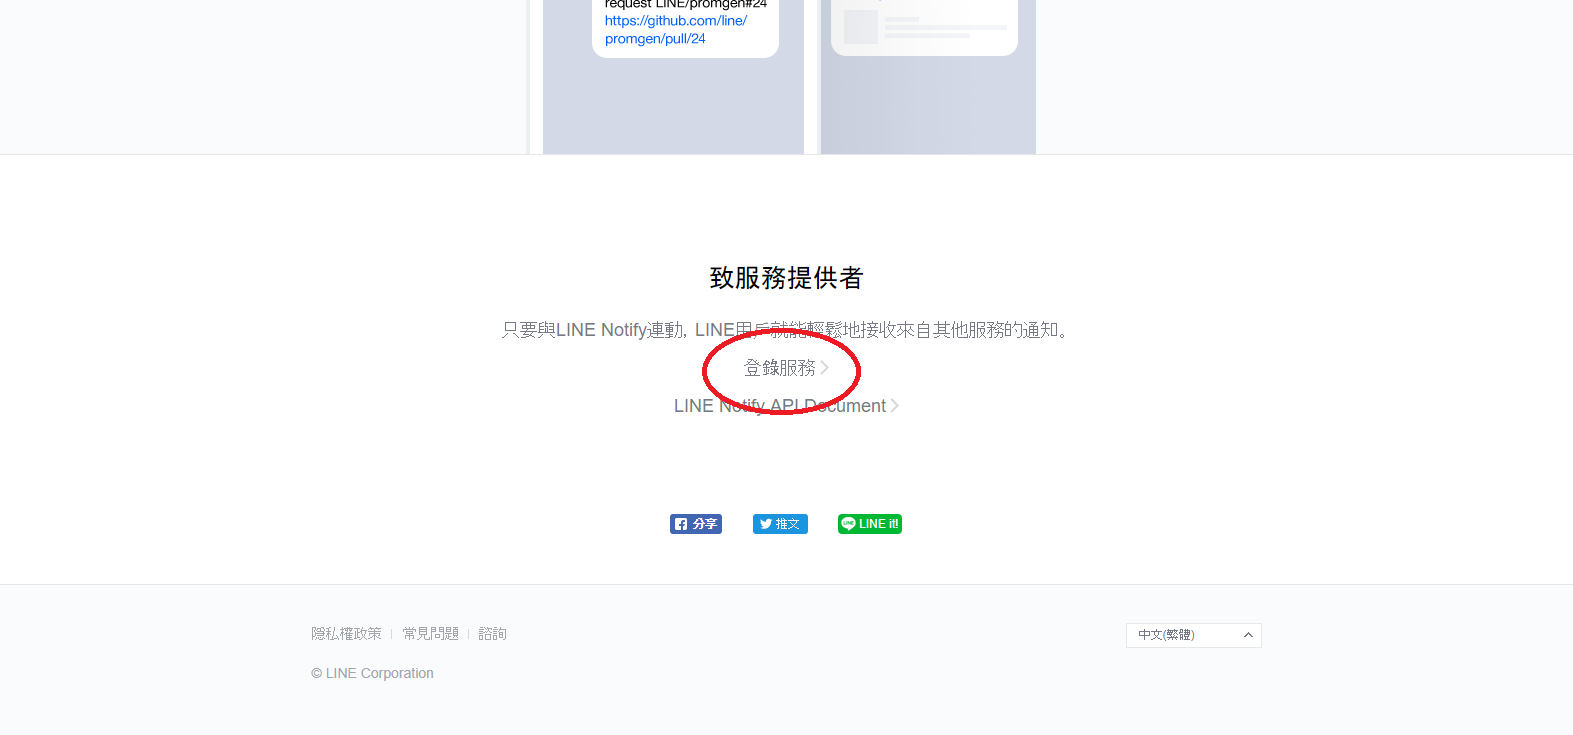 request LINE/promgen#24
https://github.com/line/
promgen/pull/24
致服務提供者
只要與LINE Notify連動，LINE用戶就能輕鬆地接收來自其他服務的通知。
登錄服務
LINE Notify API Document
分享
推文
LINE it!
隱私權政策 常見問題 諮詢
中文(繁體)
© LINE Corporation